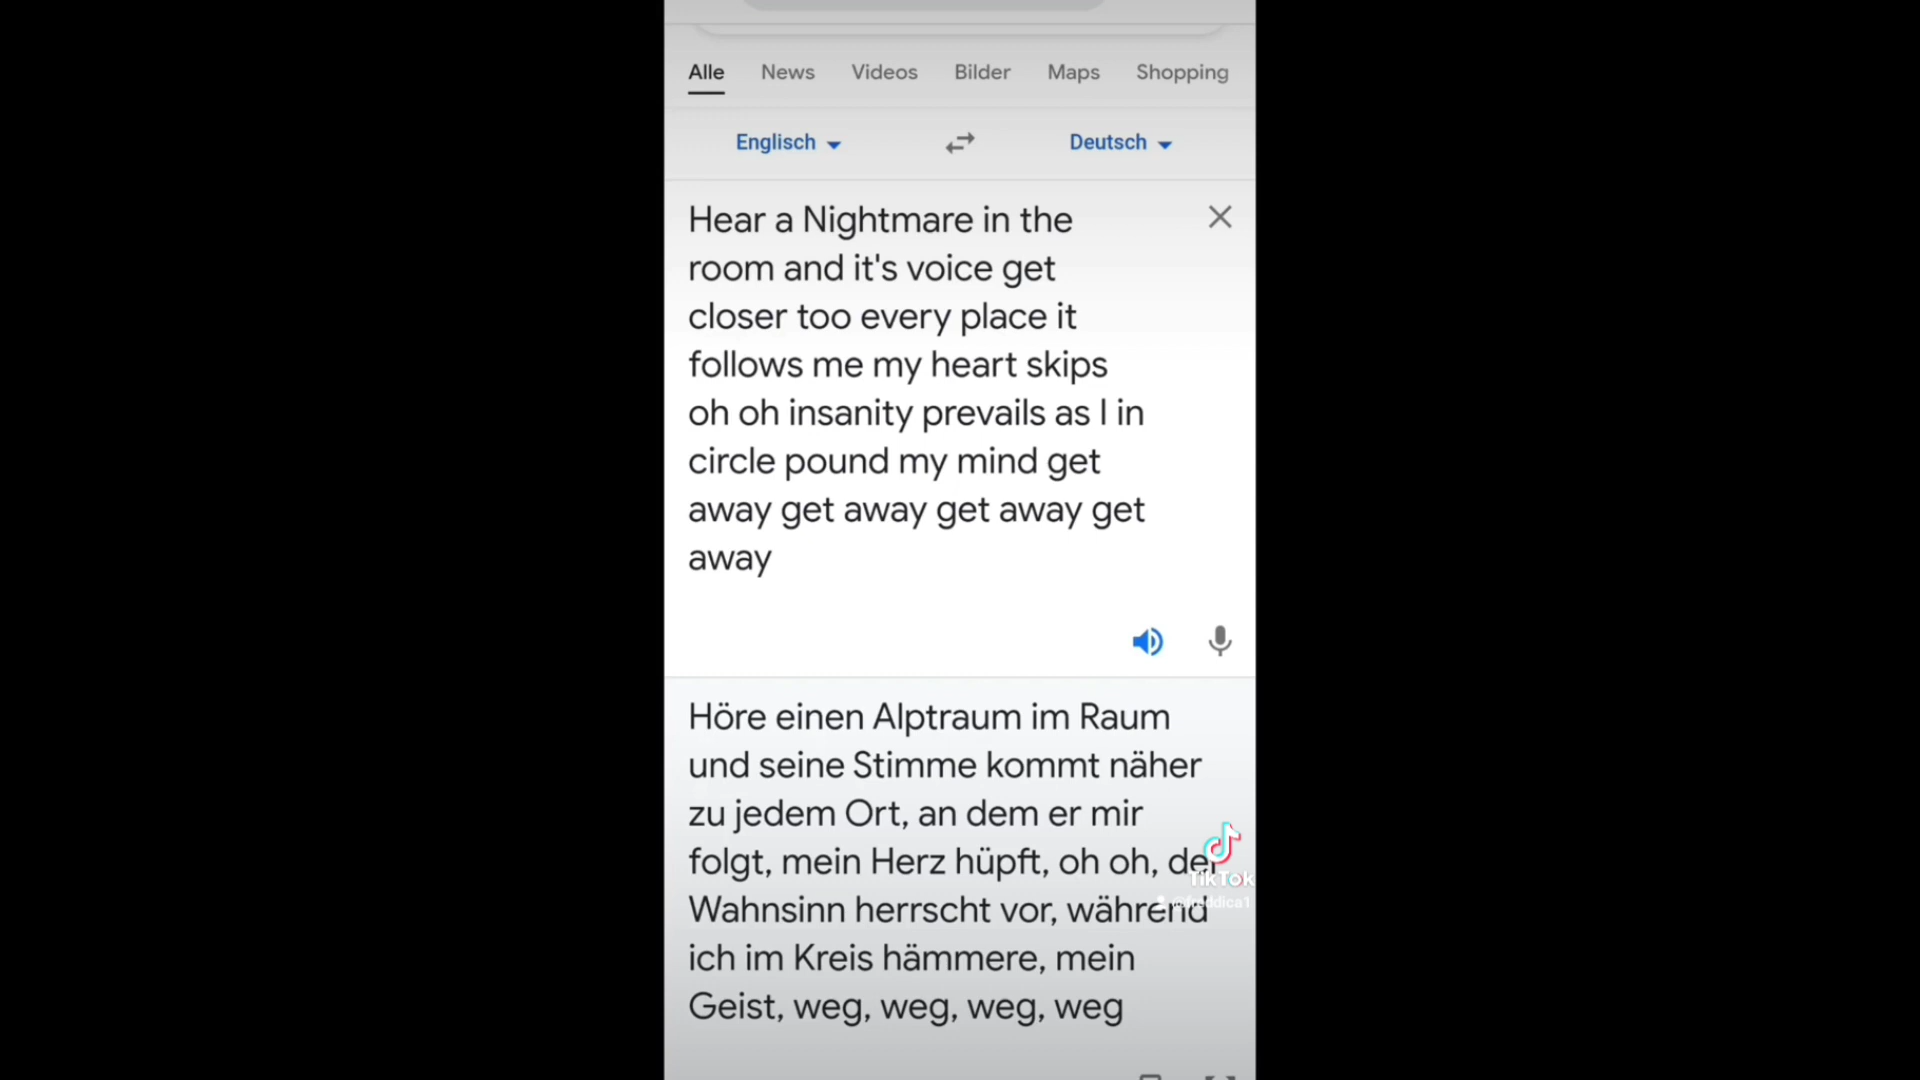 Alle News Videos Bilder Maps Shopping
Englisch Deutsch
Hear a Nightmare in the
room and it's voice get
closer too every place it
follows me my heart skips
oh oh insanity prevails as I in
circle pound my mind get
away get away get away get
away
Höre einen Alptraum im Raum
und seine Stimme kommt näher
zu jedem Ort, an dem er mir
folgt, mein Herz hüpft, oh oh, der
TikTok
Wahnsinn herrscht vor, während
ich im Kreis hämmere, mein
Geist, weg, weg, weg, weg